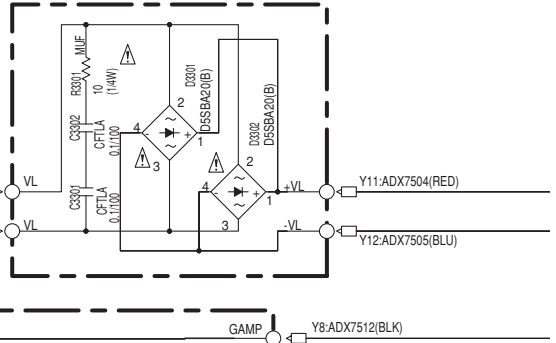 MUF
R3301
10
(1/4W)
C3302
CFTLA
0.1/100
C3301
CFTLA
0.1/100
D3301
D5SBA20(B)
2
4
1
3
D3302
D5SBA20(B)
2
4
1
3
VL
VL
+VL
-VL
Y11:ADX7504(RED)
Y12:ADX7505(BLU)
GAMP
Y8:ADX7512(BLK)